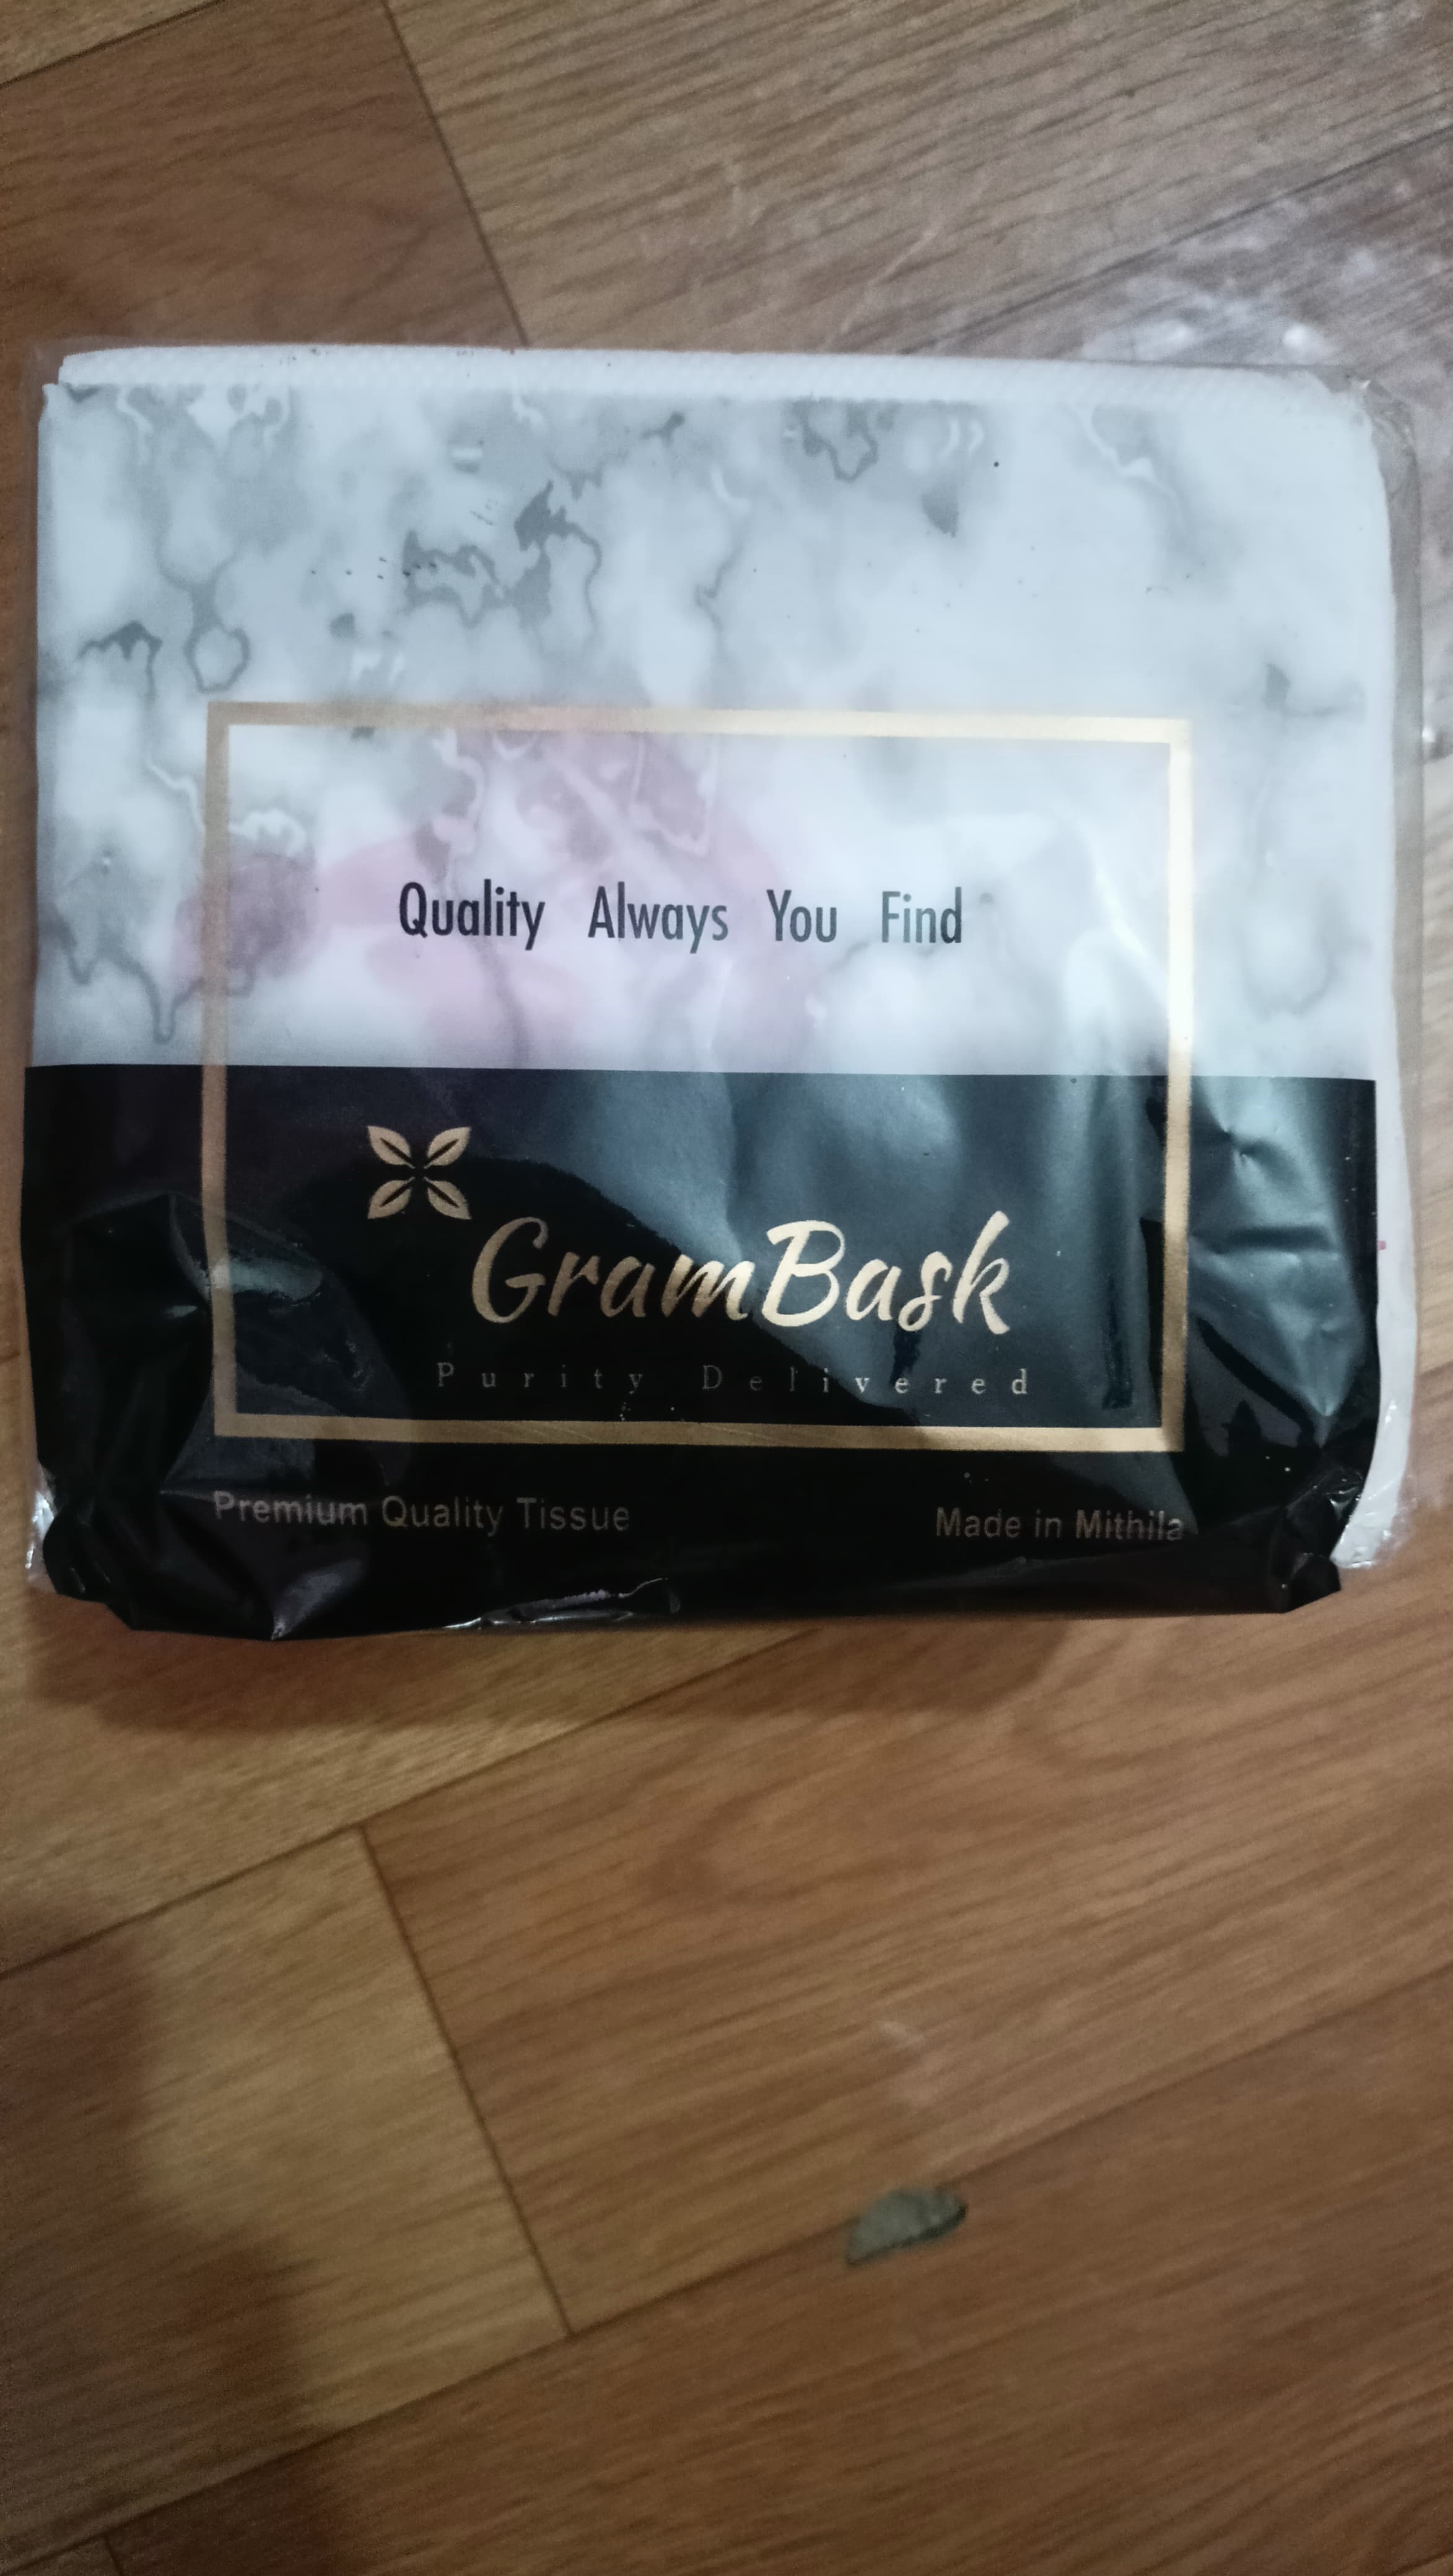 Quality Always You Find
GramBask
Purity Delivered
Premium Quality Tissue
Made in Mithila